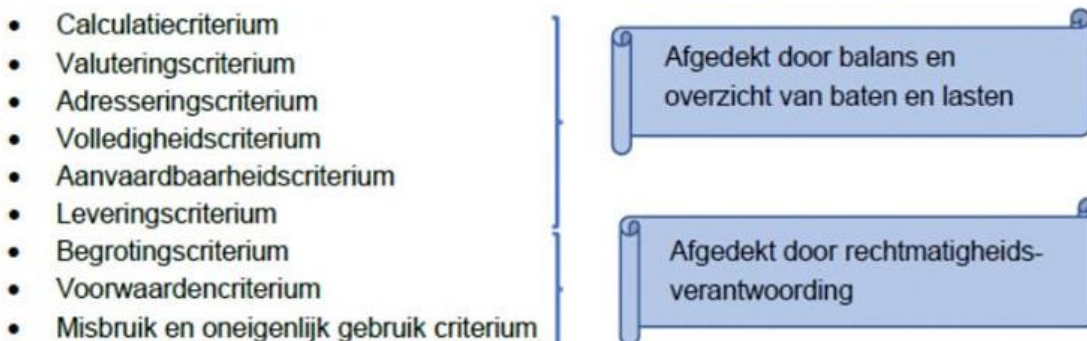 • Calculatiecriterium
• Valuteringscriterium
• Adresseringscriterium
• Volledigheidscriterium
• Aanvaardbaarheidscriterium
• Leveringscriterium
• Begrotingscriterium
• Voorwaardencriterium
• Misbruik en oneigenlijk gebruik criterium
Afgedekt door balans en
overzicht van baten en lasten
Afgedekt door rechtmatigheids-
verantwoording